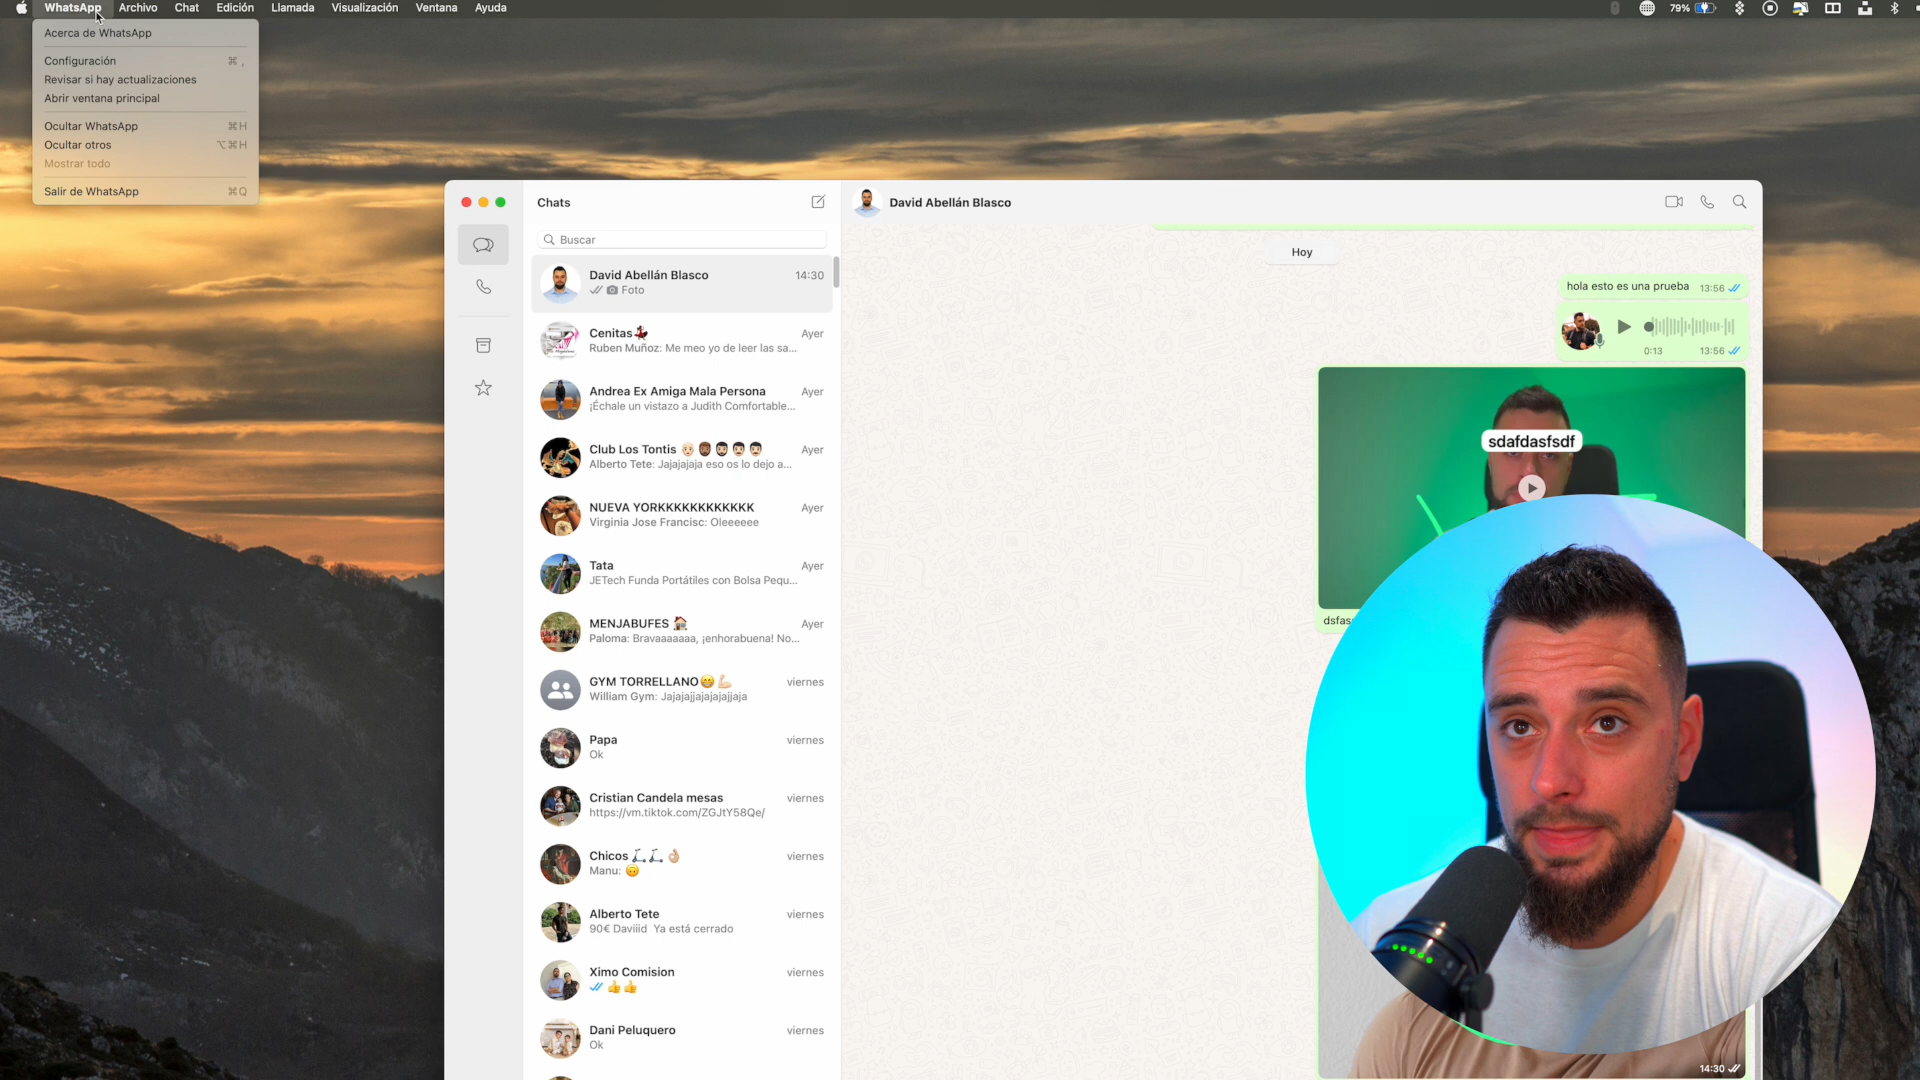 WhatsApp Archivo Chat Edición Llamada Visualización Ventana Ayuda 79%
Acerca de WhatsApp
Configuración ⌘ ,
Revisar si hay actualizaciones
Abrir ventana principal
Ocultar WhatsApp ⌘H
Ocultar otros ⌥⌘H
Mostrar todo
Salir de WhatsApp ⌘Q
Chats
Buscar
David Abellán Blasco 14:30
Foto
Cenitas💃 Ayer
Ruben Muñoz: Me meo yo de leer las sa...
Andrea Ex Amiga Mala Persona Ayer
¡Échale un vistazo a Judith Comfortable...
Club Los Tontis 👨🏻‍🦲🧔🏾🧔🏻👨🏻👨🏻 Ayer
Alberto Tete: Jajajajaja eso os lo dejo a...
NUEVA YORKKKKKKKKKKKK Ayer
Virginia Jose Francisc: Oleeeeee
Tata Ayer
JETech Funda Portátiles con Bolsa Pequ...
MENJABUFES 🏠 Ayer
Paloma: Bravaaaaaaa, ¡enhorabuena! No...
GYM TORRELLANO😁💪🏻 viernes
William Gym: Jajajajjajajajajjaja
Papa viernes
Ok
Cristian Candela mesas viernes
https://vm.tiktok.com/ZGJtY58Qe/
Chicos 🛴🛴👌🏼 viernes
Manu: 🙃
Alberto Tete viernes
90€ Daviiid Ya está cerrado
Ximo Comision viernes
👍👍
Dani Peluquero viernes
Ok
David Abellán Blasco
Hoy
hola esto es una prueba 13:56
0:13 13:56
sdafdasfsdf
14:30